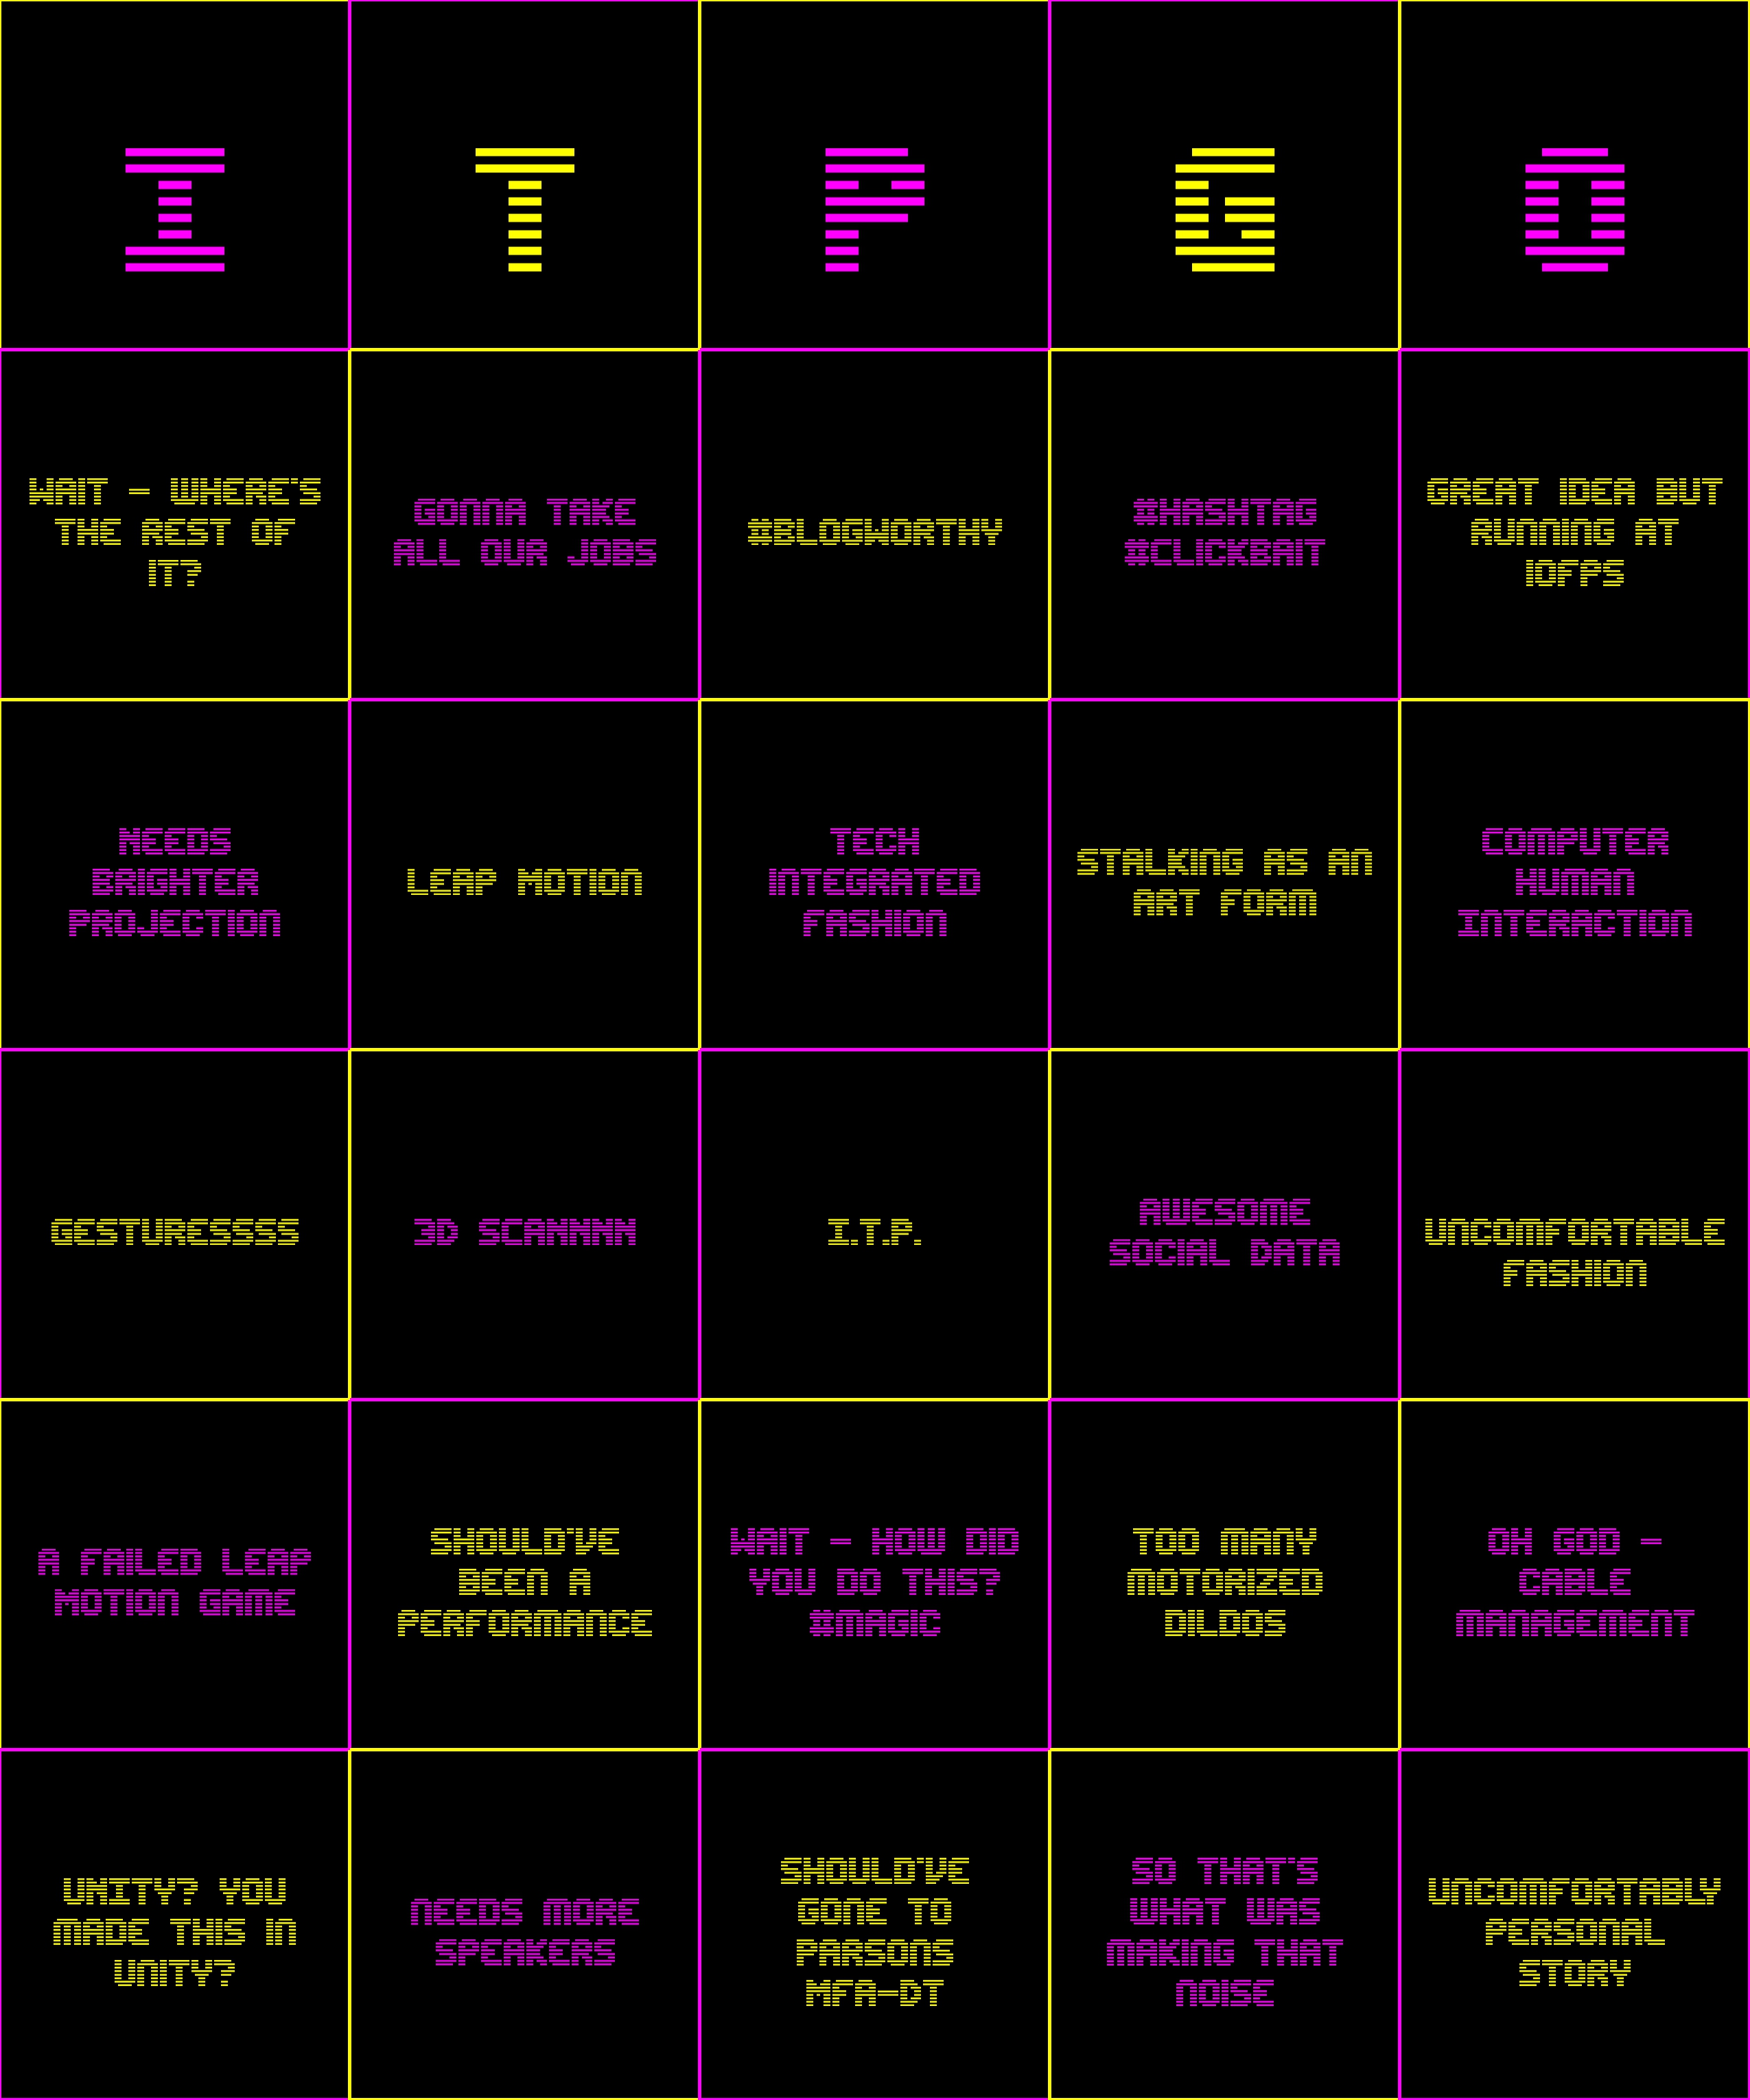 I
T
P
G
O
WAIT - WHERE'S
THE REST OF
IT?
GONNA TAKE
ALL OUR JOBS
#BLOGWORTHY
#HASHTAG
#CLICKBAIT
GREAT IDEA BUT
RUNNING AT
10FPS
NEEDS
BRIGHTER
PROJECTION
LEAP MOTION
TECH
INTEGRATED
FASHION
STALKING AS AN
ART FORM
COMPUTER
HUMAN
INTERACTION
GESTURESSSS
3D SCANNNN
I.T.P.
AWESOME
SOCIAL DATA
UNCOMFORTABLE
FASHION
A FAILED LEAP
MOTION GAME
SHOULD'VE
BEEN A
PERFORMANCE
WAIT - HOW DID
YOU DO THIS?
#MAGIC
TOO MANY
MOTORIZED
DILDOS
OH GOD -
CABLE
MANAGEMENT
UNITY? YOU
MADE THIS IN
UNITY?
NEEDS MORE
SPEAKERS
SHOULD'VE
GONE TO
PARSONS
MFA-DT
SO THAT'S
WHAT WAS
MAKING THAT
NOISE
UNCOMFORTABLY
PERSONAL
STORY